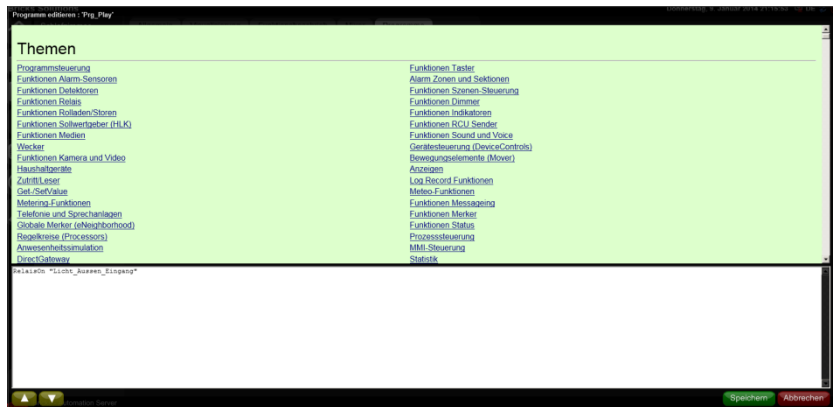 Programm editieren : 'Prg_Play'
Themen
Programmsteuerung
Funktionen Alarm-Sensoren
Funktionen Detektoren
Funktionen Relais
Funktionen Rolladen/Storen
Funktionen Sollwertgeber (HLK)
Funktionen Medien
Wecker
Funktionen Kamera und Video
Haushaltgeräte
Zutritt/Leser
Get-/SetValue
Metering-Funktionen
Telefonie und Sprechanlagen
Globale Merker (eNeighborhood)
Regelkreise (Processors)
Anwesenheitssimulation
DirectGateway
Funktionen Taster
Alarm Zonen und Sektionen
Funktionen Szenen-Steuerung
Funktionen Dimmer
Funktionen Indikatoren
Funktionen RCU Sender
Funktionen Sound und Voice
Gerätesteuerung (DeviceControls)
Bewegungselemente (Mover)
Anzeigen
Log Record Funktionen
Meteo-Funktionen
Funktionen Messageing
Funktionen Merker
Funktionen Status
Prozesssteuerung
MMI-Steuerung
Statistik
RelaisOn "Licht_Aussen_Eingang"
Automation Server
Speichern
Abbrechen